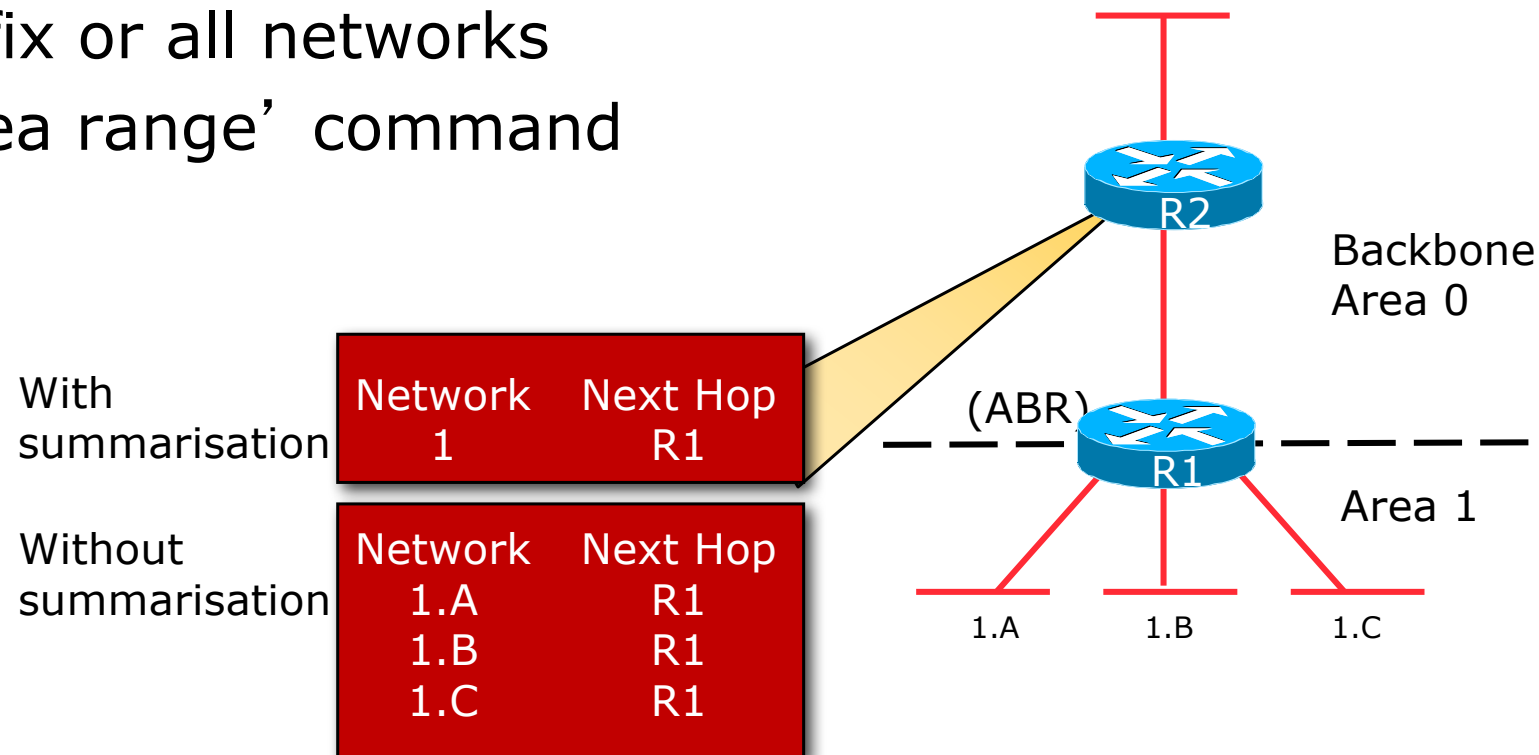 fix or all networks
ea range’ command
R2
Backbone
Area 0
With
summarisation
Network Next Hop
1 R1
(ABR)
R1
Area 1
Without
summarisation
Network Next Hop
1.A R1
1.B R1
1.C R1
1.A 1.B 1.C